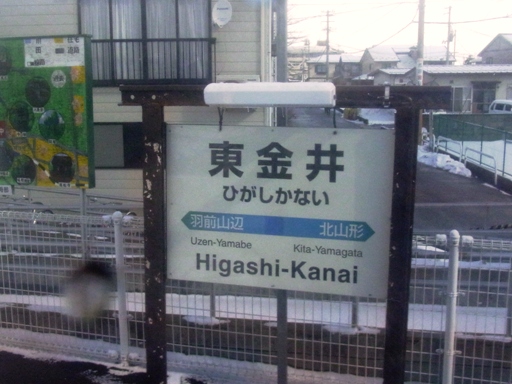 東金井
ひがしかない
羽前山辺 北山形
Uzen-Yamabe Kita-Yamagata
Higashi-Kanai